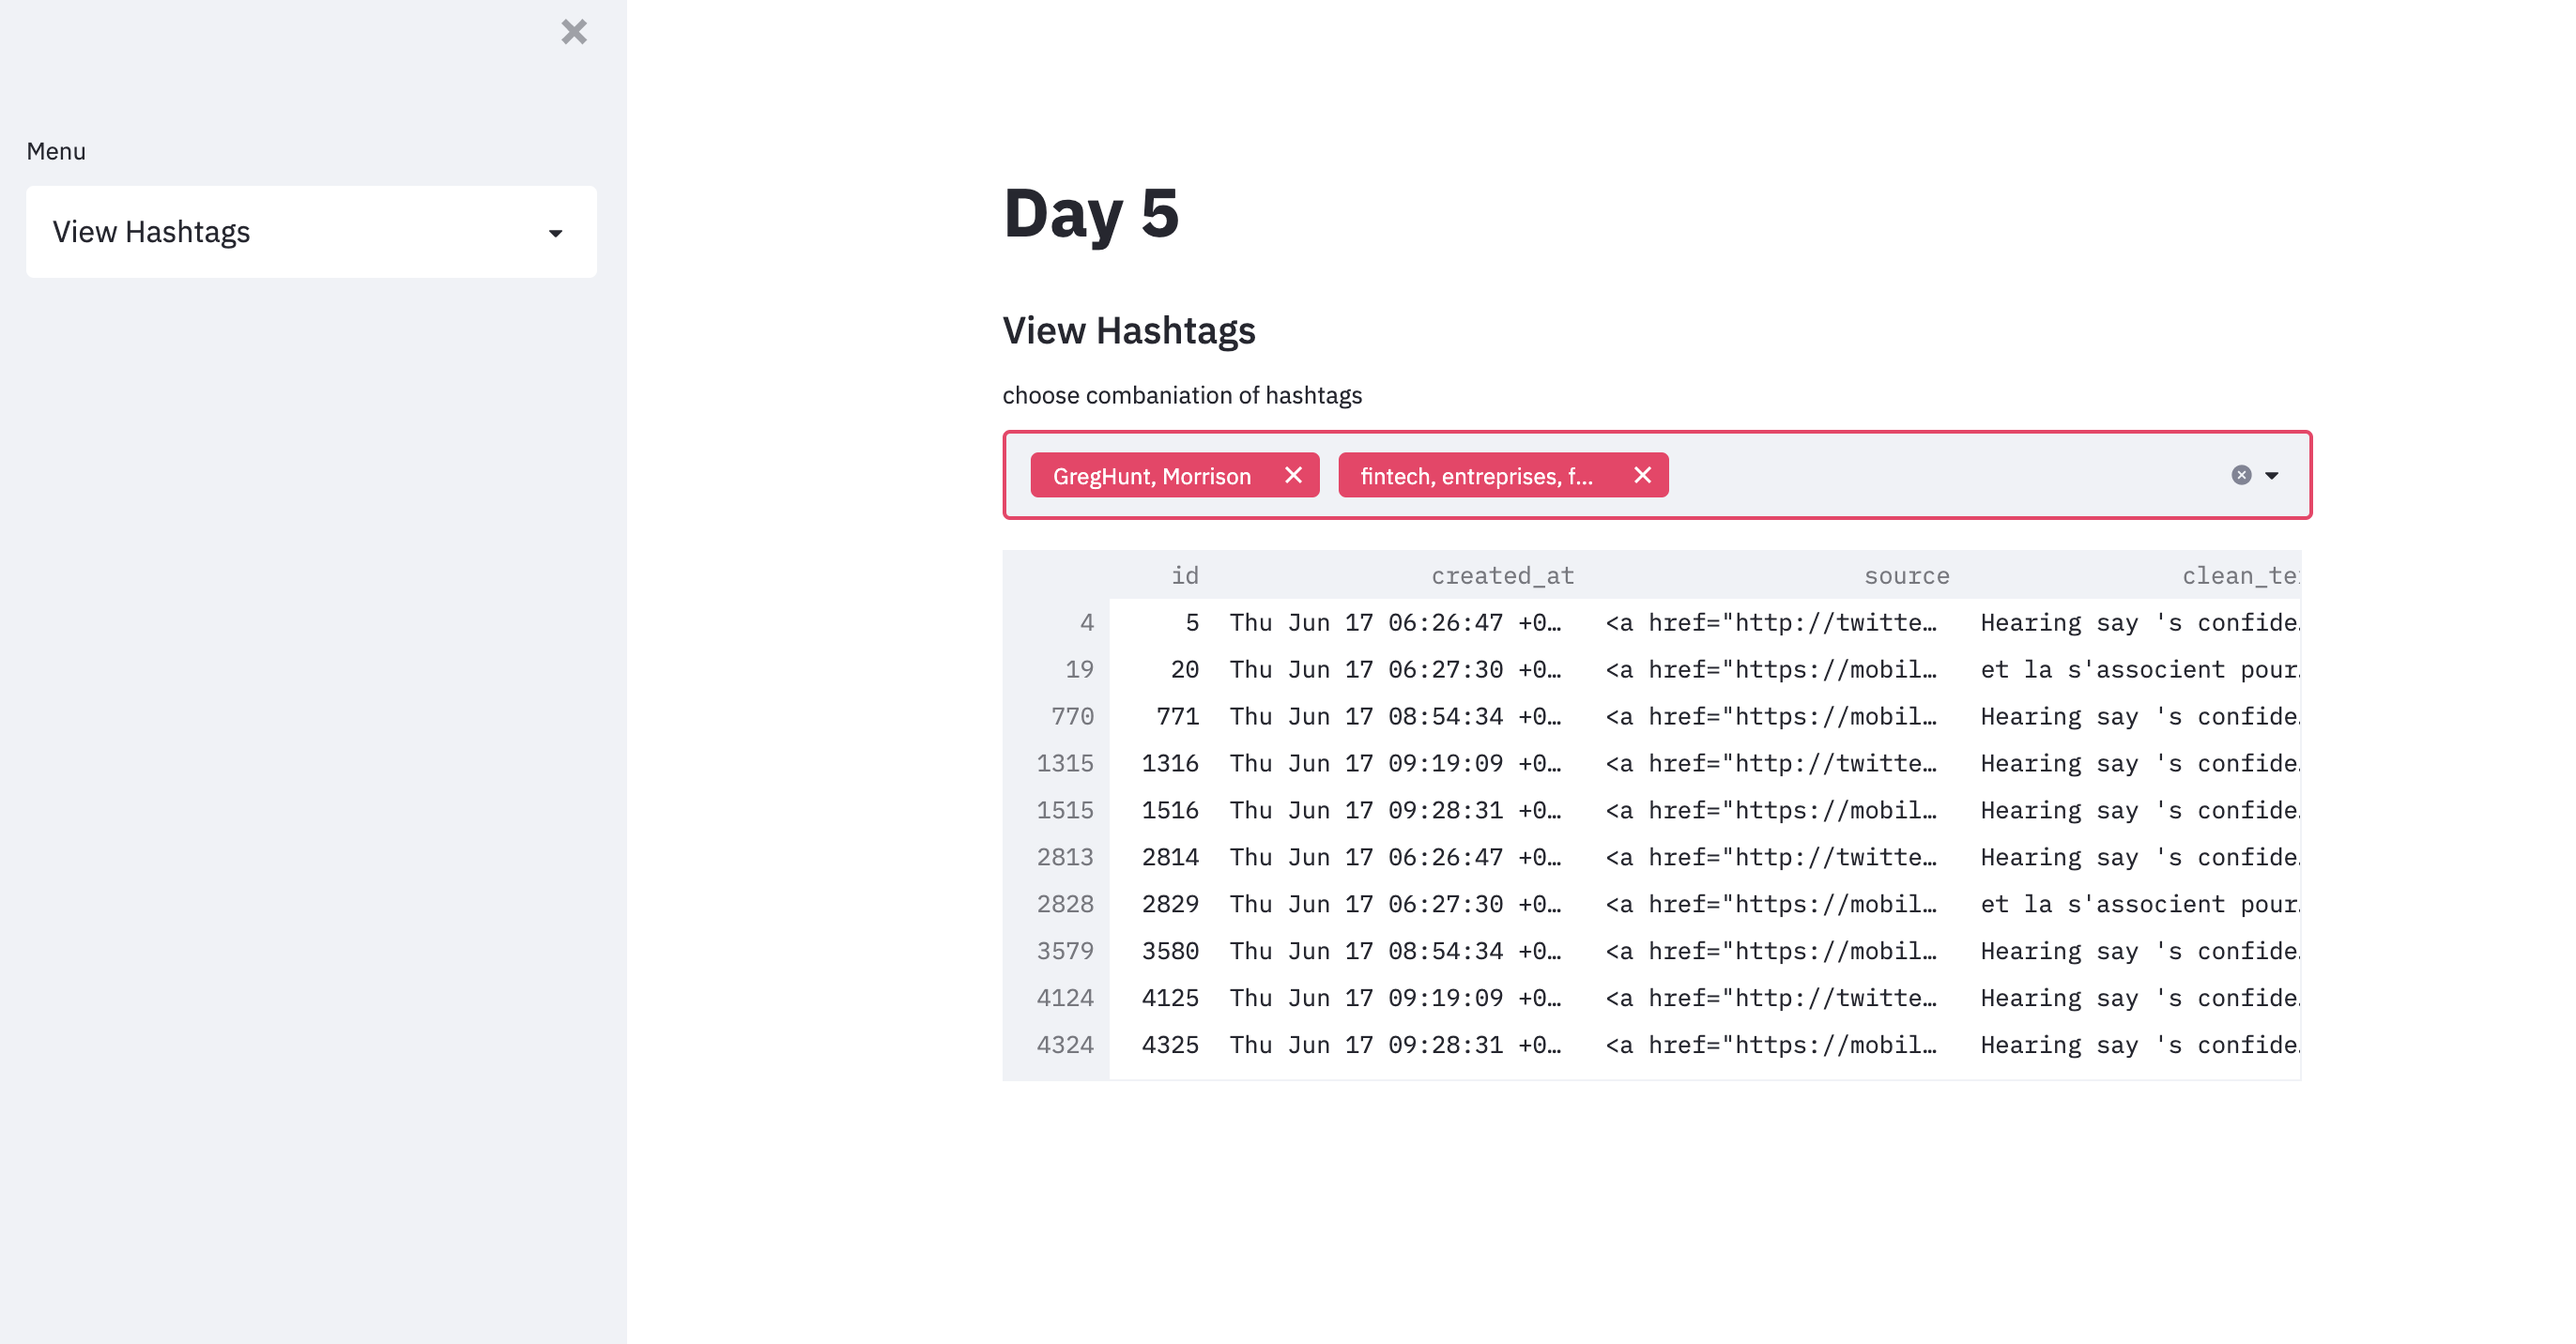 Menu
View Hashtags
Day 5
View Hashtags
choose combaniation of hashtags
GregHunt, Morrison fintech, entreprises, f...
id created_at source clean_te
4 5 Thu Jun 17 06:26:47 +0… <a href="http://twitte… Hearing say 's confide
19 20 Thu Jun 17 06:27:30 +0… <a href="https://mobil… et la s'associent pour
770 771 Thu Jun 17 08:54:34 +0… <a href="https://mobil… Hearing say 's confide
1315 1316 Thu Jun 17 09:19:09 +0… <a href="http://twitte… Hearing say 's confide
1515 1516 Thu Jun 17 09:28:31 +0… <a href="https://mobil… Hearing say 's confide
2813 2814 Thu Jun 17 06:26:47 +0… <a href="http://twitte… Hearing say 's confide
2828 2829 Thu Jun 17 06:27:30 +0… <a href="https://mobil… et la s'associent pour
3579 3580 Thu Jun 17 08:54:34 +0… <a href="https://mobil… Hearing say 's confide
4124 4125 Thu Jun 17 09:19:09 +0… <a href="http://twitte… Hearing say 's confide
4324 4325 Thu Jun 17 09:28:31 +0… <a href="https://mobil… Hearing say 's confide